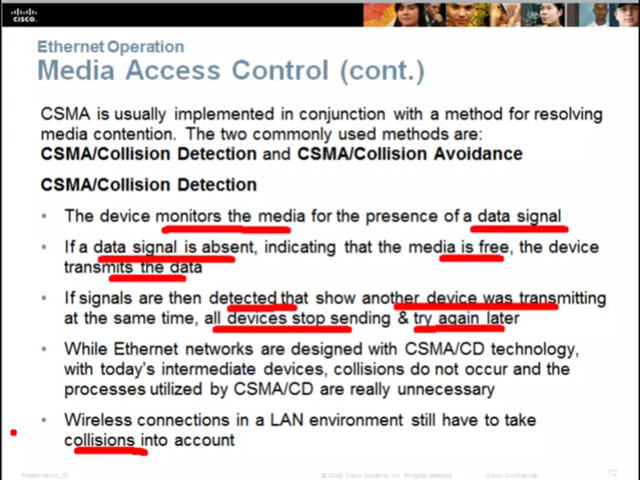 CISCO
Ethernet Operation
Media Access Control (cont.)
CSMA is usually implemented in conjunction with a method for resolving
media contention. The two commonly used methods are:
CSMA/Collision Detection and CSMA/Collision Avoidance
CSMA/Collision Detection
• The device monitors the media for the presence of a data signal
• If a data signal is absent, indicating that the media is free, the device
transmits the data
• If signals are then detected that show another device was transmitting
at the same time, all devices stop sending & try again later
• While Ethernet networks are designed with CSMA/CD technology,
with today's intermediate devices, collisions do not occur and the
processes utilized by CSMA/CD are really unnecessary
• Wireless connections in a LAN environment still have to take
collisions into account
Presentation_ID © 2008 Cisco Systems, Inc. All rights reserved. Cisco Confidential 12